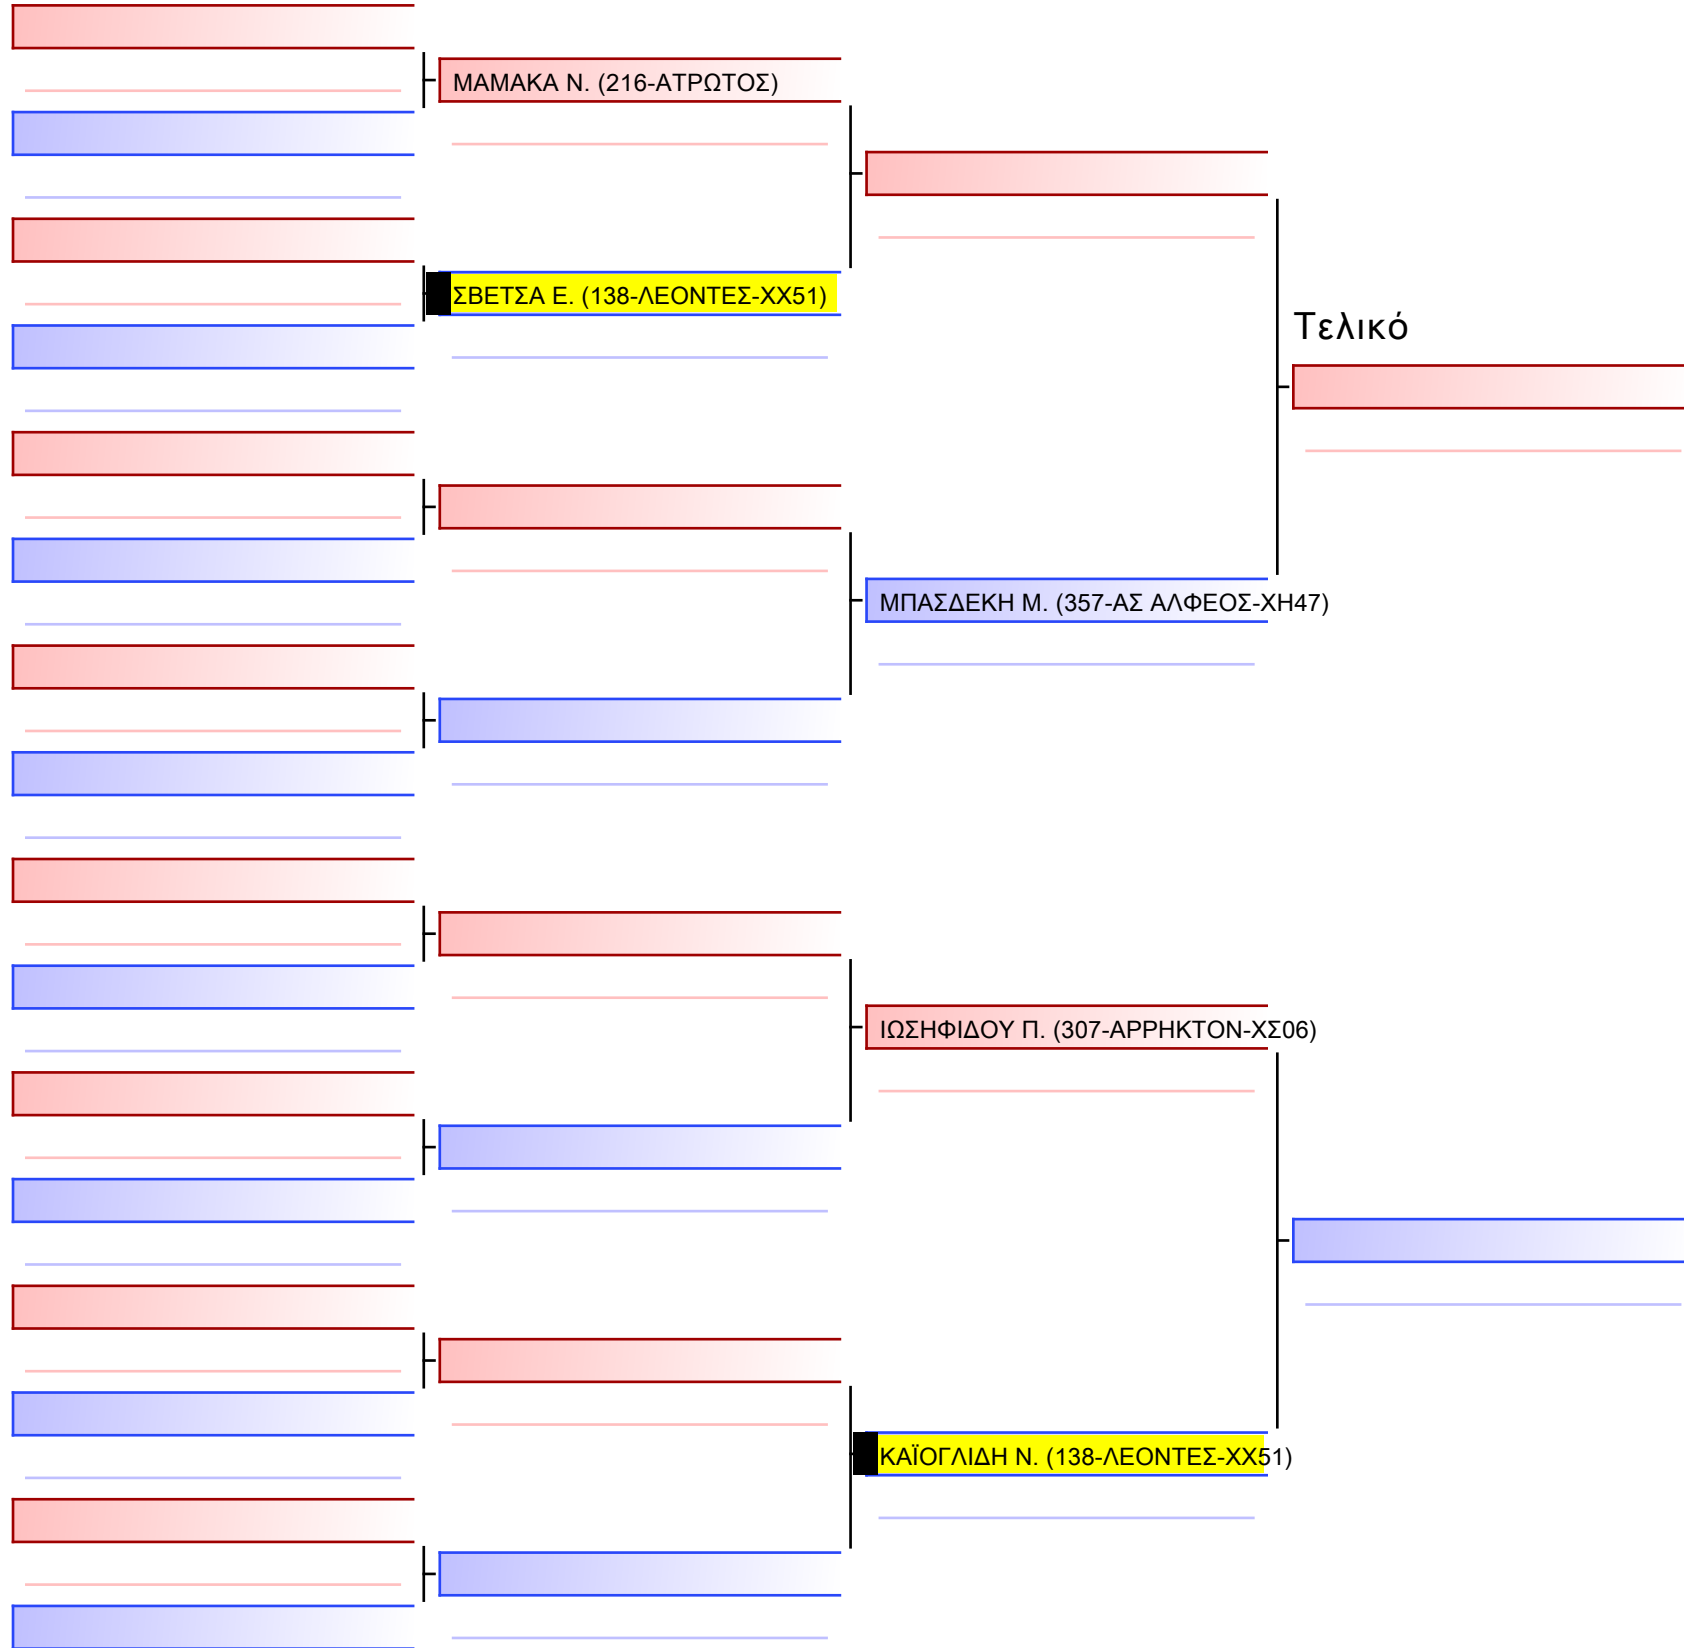 ΜΑΜΑΚΑ Ν. (216-ΑΤΡΩΤΟΣ)
ΣΒΕΤΣΑ Ε. (138-ΛΕΟΝΤΕΣ-ΧΧ51)
Τελικό
ΜΠΑΣΔΕΚΗ Μ. (357-ΑΣ ΑΛΦΕΟΣ-ΧΗ47)
ΙΩΣΗΦΙΔΟΥ Π. (307-ΑΡΡΗΚΤΟΝ-ΧΣ06)
ΚΑΪΟΓΛΙΔΗ Ν. (138-ΛΕΟΝΤΕΣ-ΧΧ51)